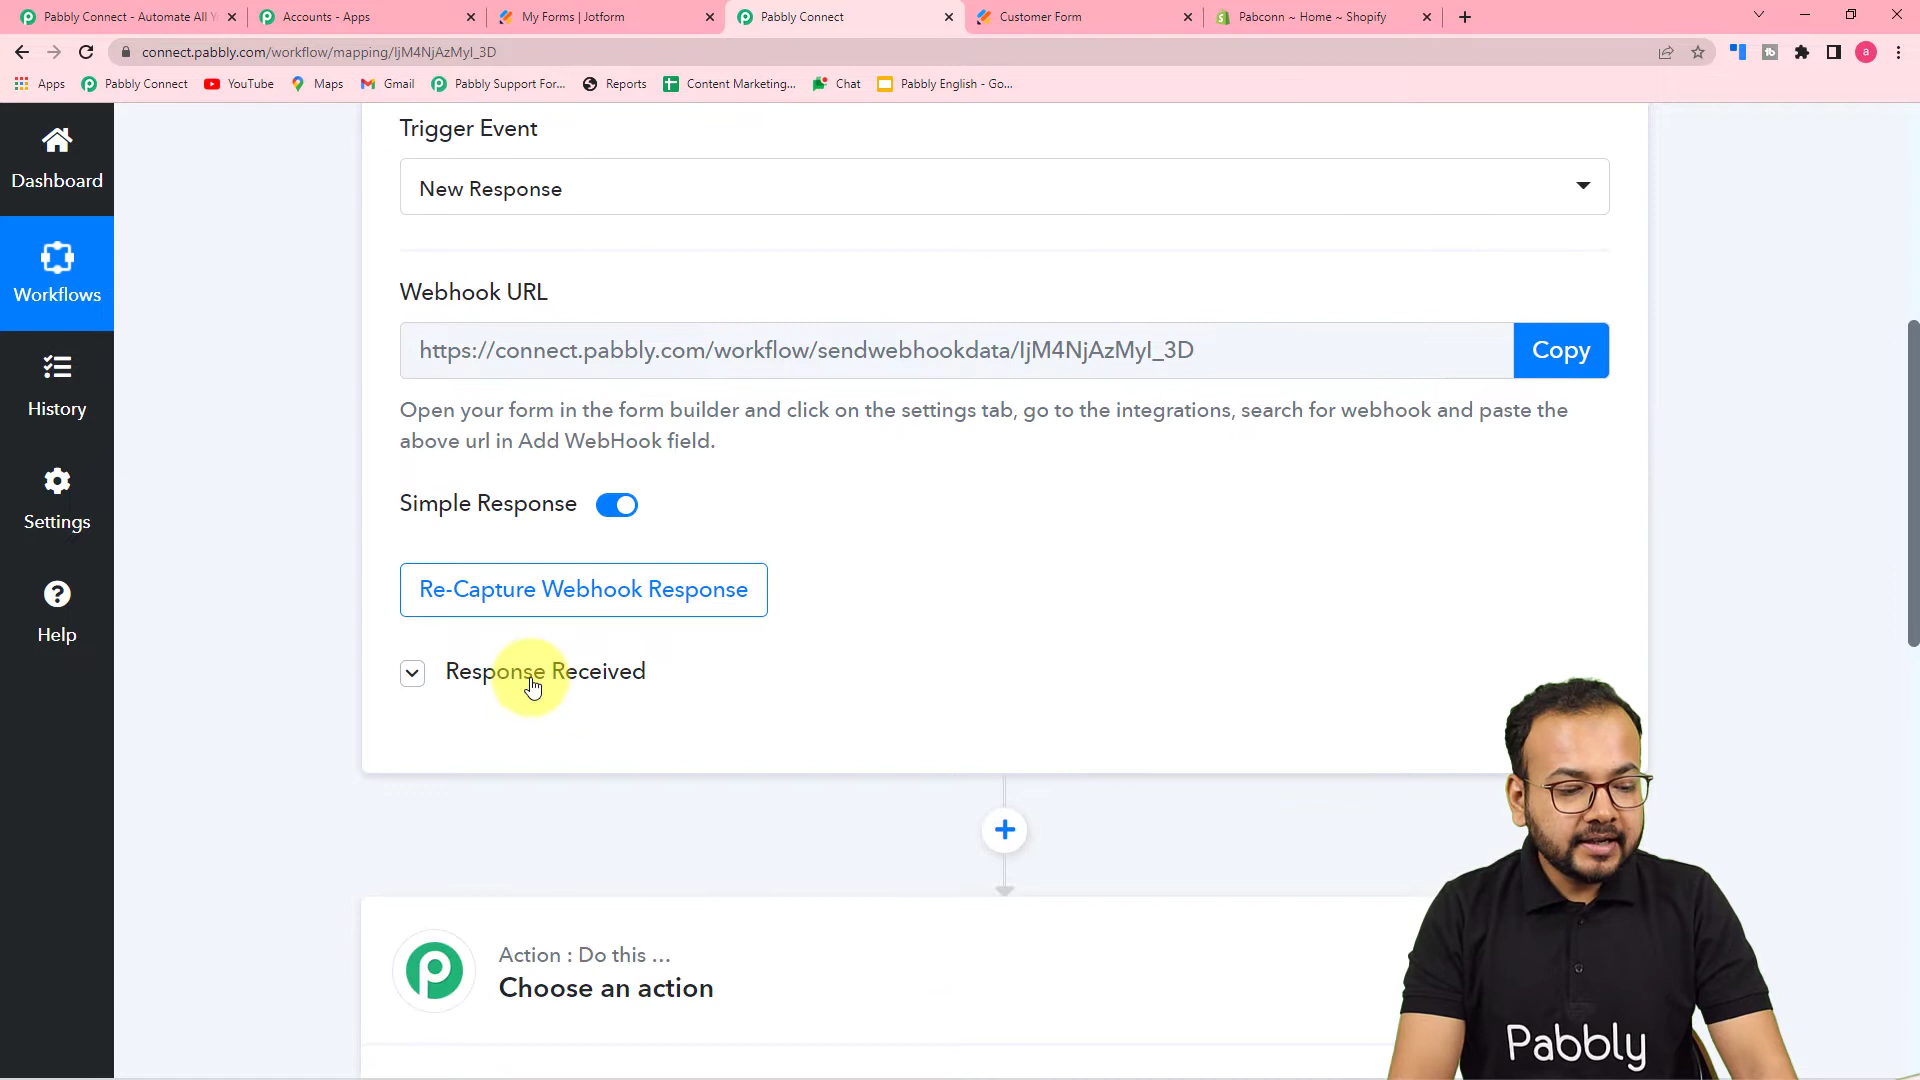 Pabbly Connect - Automate All Y
Accounts - Apps
My Forms | Jotform
Pabbly Connect
Customer Form
Pabconn ~ Home ~ Shopify
connect.pabbly.com/workflow/mapping/IjM4NjAzMyI_3D
a
Apps
Pabbly Connect
YouTube
Maps
Gmail
Pabbly Support For...
Reports
Content Marketing...
Chat
Pabbly English - Go...
Dashboard
Workflows
History
Settings
Help
Trigger Event
New Response
Webhook URL
https://connect.pabbly.com/workflow/sendwebhookdata/IjM4NjAzMyI_3D
Copy
Open your form in the form builder and click on the settings tab, go to the integrations, search for webhook and paste the
above url in Add WebHook field.
Simple Response
Re-Capture Webhook Response
Response Received
Action : Do this ...
Choose an action
Pabbly